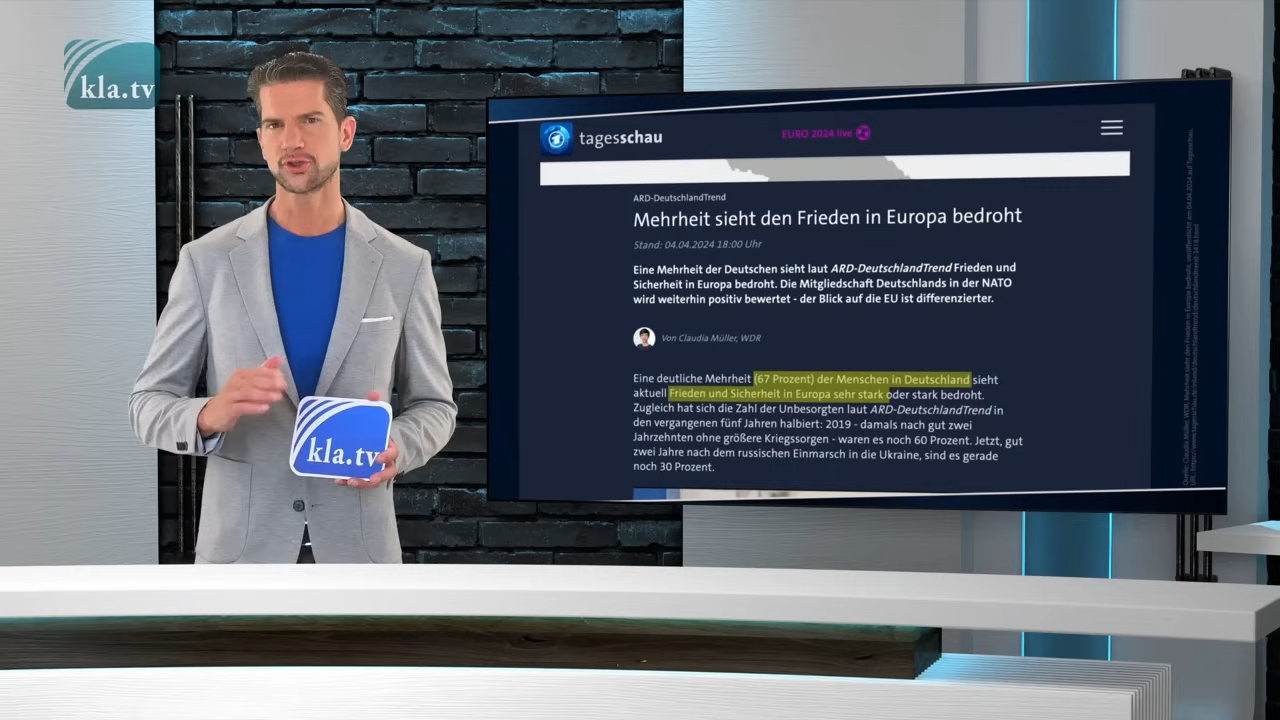 kla.tv
tagesschau
EURO 2024 live
ARD-DeutschlandTrend
Mehrheit sieht den Frieden in Europa bedroht
Stand: 04.04.2024 18:00 Uhr
Eine Mehrheit der Deutschen sieht laut ARD-DeutschlandTrend Frieden und
Sicherheit in Europa bedroht. Die Mitgliedschaft Deutschlands in der NATO
wird weiterhin positiv bewertet - der Blick auf die EU ist differenzierter.
Von Claudia Müller, WDR
Eine deutliche Mehrheit (67 Prozent) der Menschen in Deutschland sieht
aktuell Frieden und Sicherheit in Europa sehr stark oder stark bedroht.
Zugleich hat sich die Zahl der Unbesorgten laut ARD-DeutschlandTrend in
den vergangenen fünf Jahren halbiert: 2019 - damals nach gut zwei
Jahrzehnten ohne größere Kriegssorgen - waren es noch 60 Prozent. Jetzt, gut
zwei Jahre nach dem russischen Einmarsch in die Ukraine, sind es gerade
noch 30 Prozent.
kla.tv